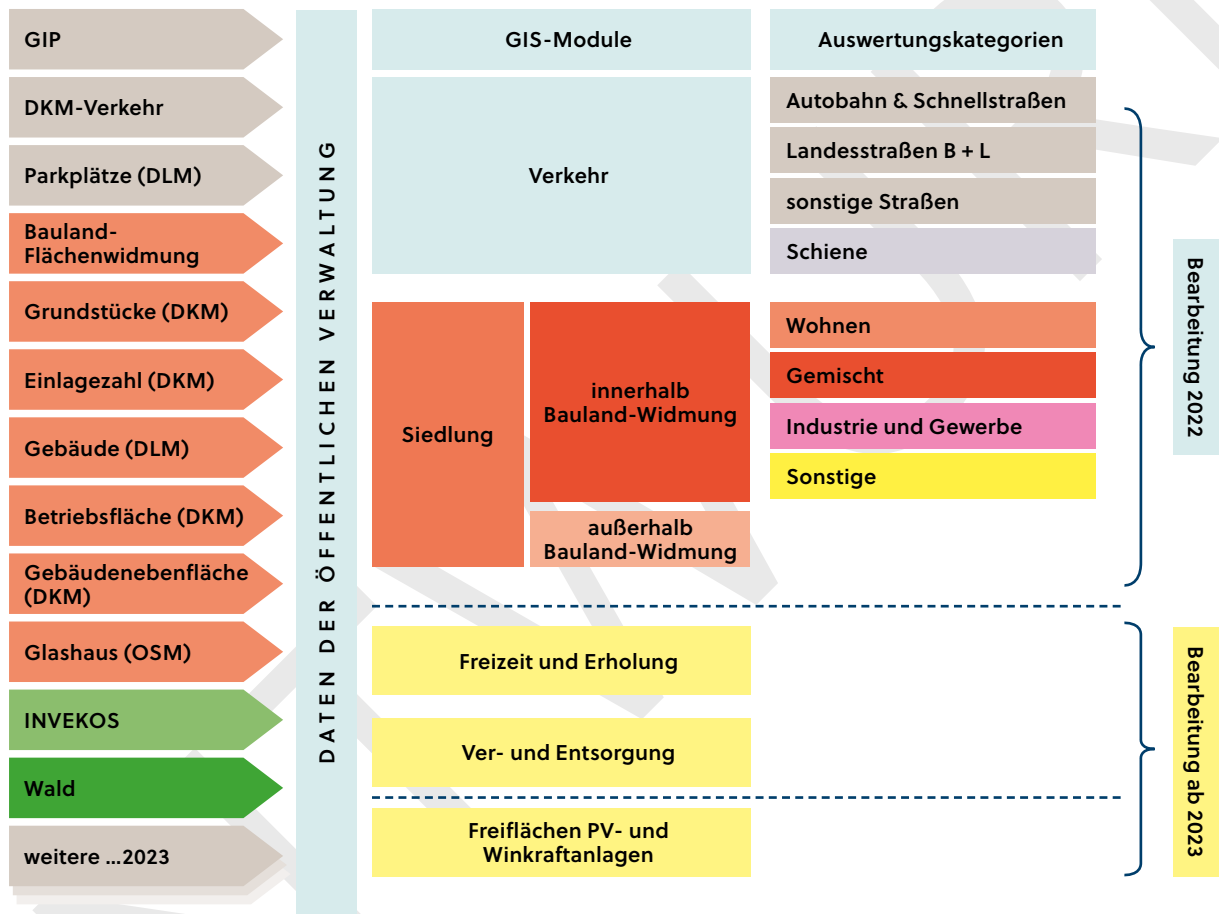 GIP
DKM-Verkehr
Parkplätze (DLM)
Bauland-
Flächenwidmung
Grundstücke (DKM)
Einlagezahl (DKM)
Gebäude (DLM)
Betriebsfläche (DKM)
Gebäudenebenfläche
(DKM)
Glashaus (OSM)
INVEKOS
Wald
weitere ...2023
DATEN DER ÖFFENTLICHEN VERWALTUNG
GIS-Module
Verkehr
Siedlung
innerhalb
Bauland-Widmung
außerhalb
Bauland-Widmung
Freizeit und Erholung
Ver- und Entsorgung
Freiflächen PV- und
Winkraftanlagen
Auswertungskategorien
Autobahn & Schnellstraßen
Landesstraßen B + L
sonstige Straßen
Schiene
Wohnen
Gemischt
Industrie und Gewerbe
Sonstige
Bearbeitung 2022
Bearbeitung ab 2023